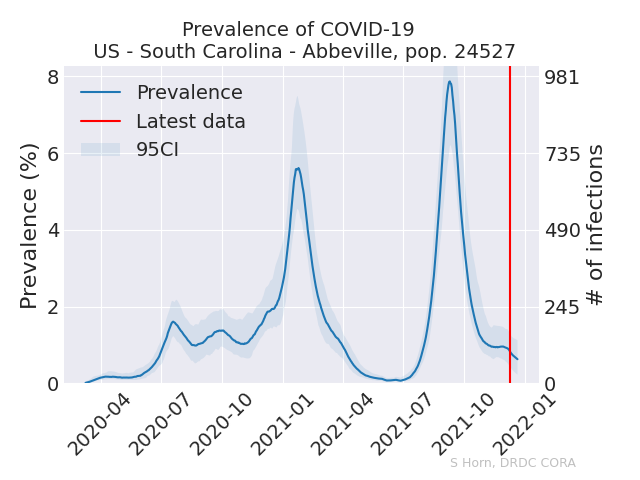 Prevalence of COVID-19
US - South Carolina - Abbeville, pop. 24527
Prevalence
Latest data
95CI
Prevalence (%)
8
6
4
2
0
981
735
490
245
0
# of infections
2020-04
2020-07
2020-10
2021-01
2021-04
2021-07
2021-10
2022-01
S Horn, DRDC CORA